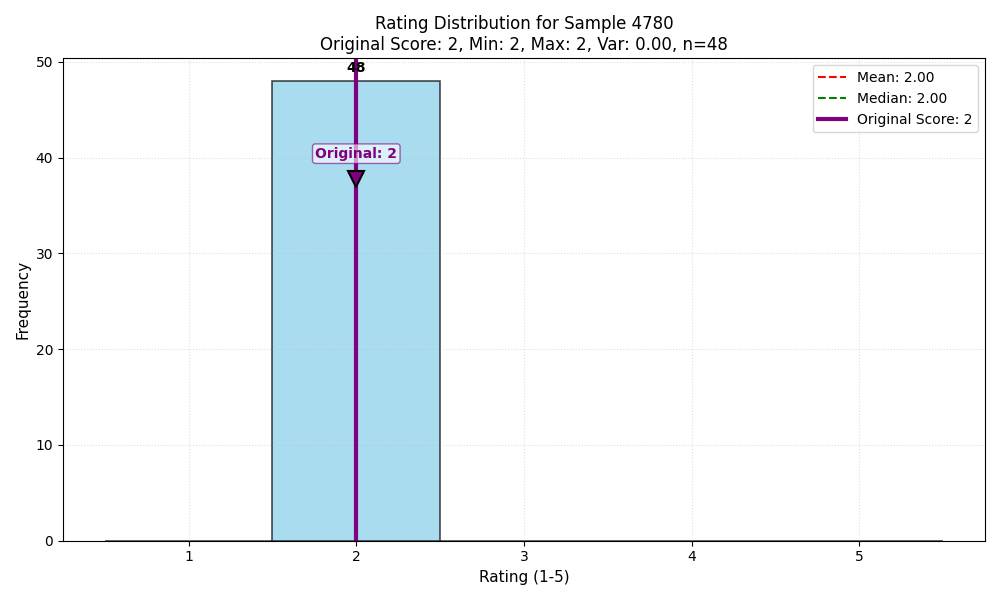 Rating Distribution for Sample 4780
Original Score: 2, Min: 2, Max: 2, Var: 0.00, n=48
Mean: 2.00
Median: 2.00
Original Score: 2
48
Original: 2
Frequency
50
40
30
20
10
0
1 2 3 4 5
Rating (1-5)